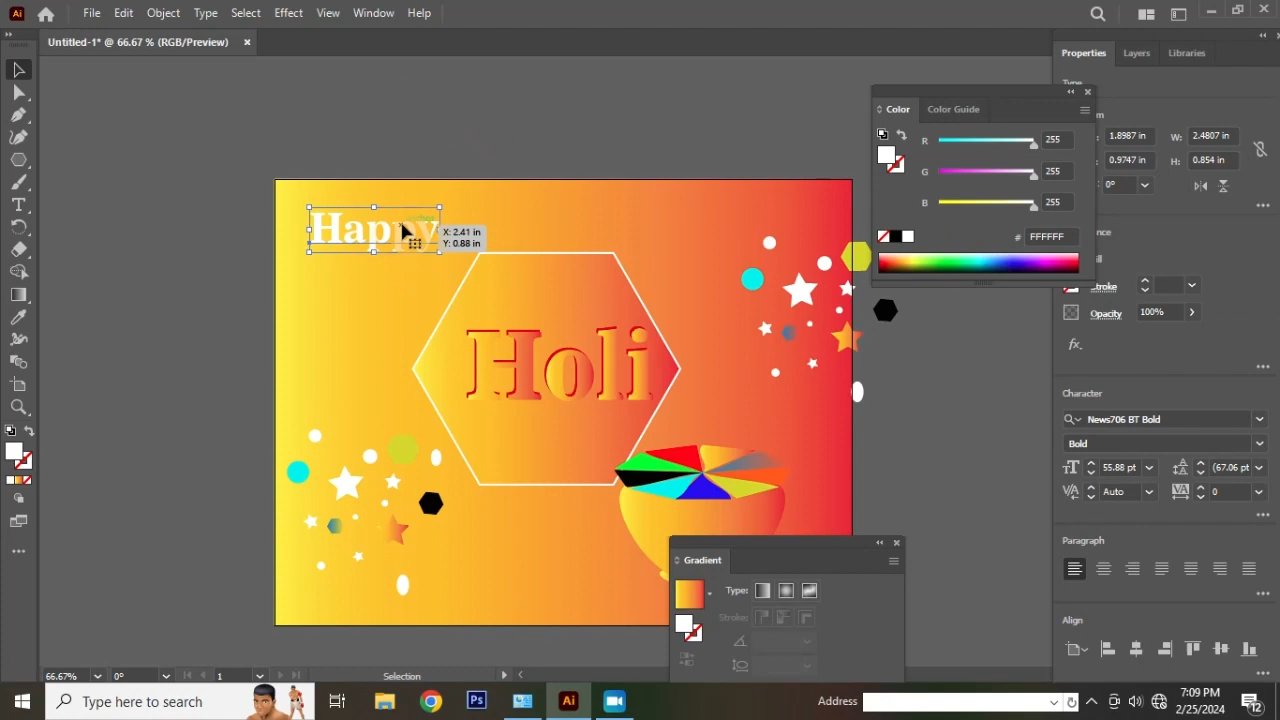 Ai
File Edit Object Type Select Effect View Window Help
Untitled-1* @ 66.67 % (RGB/Preview) ×
Properties Layers Libraries
Color Color Guide
R 255
G 255
B 255
# FFFFFF
1.8987 in W: 2.4807 in
0.9747 in H: 0.854 in
0°
Stroke
Opacity 100%
fx.
Character
News706 BT Bold
Bold
55.88 pt (67.06 pt
Auto 0
Paragraph
Align
Happy
X: 2.41 in
Y: 0.88 in
Holi
Gradient
Type:
Stroke:
66.67% 0° 1 Selection
Type here to search
Ps
Ai
Address
7:09 PM
2/25/2024
12